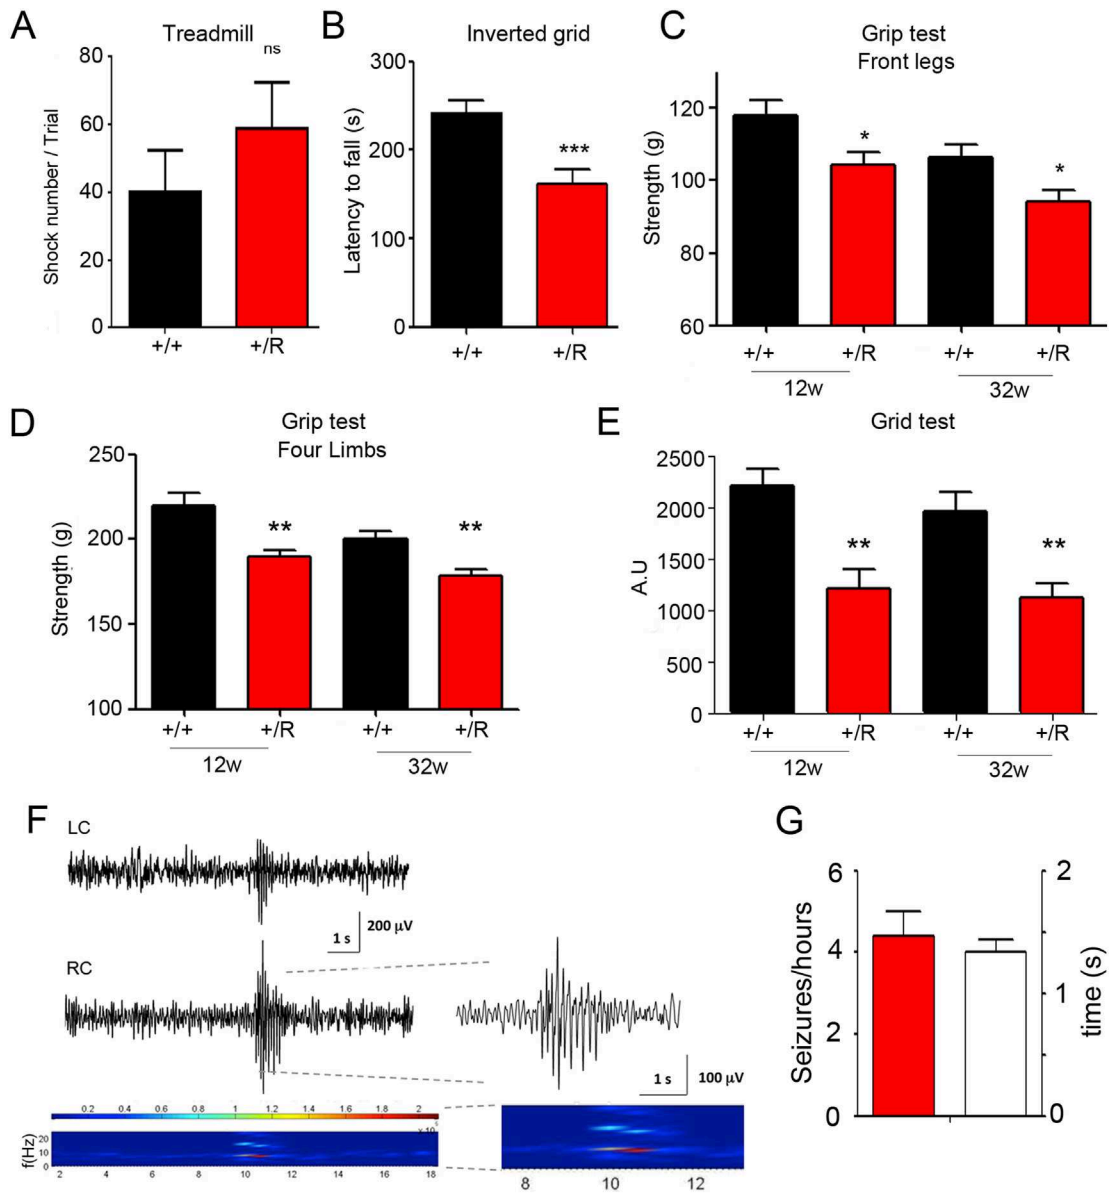 A
Treadmill
ns
80
60
40
20
0
Shock number / Trial
+/+
+/R
B
Inverted grid
300
200
100
0
Latency to fall (s)
***
+/+
+/R
C
Grip test
Front legs
120
100
80
60
Strength (g)
*
*
+/+
+/R
+/+
+/R
12w
32w
D
Grip test
Four Limbs
250
200
150
100
Strength (g)
**
**
+/+
+/R
+/+
+/R
12w
32w
E
Grid test
2500
2000
1500
1000
500
0
A.U
**
**
+/+
+/R
+/+
+/R
12w
32w
F
LC
200 µV
1 s
RC
1 s
100 µV
0.2 0.4 0.6 0.8 1 1.2 1.4 1.6 1.8 2
f(Hz)
20
10
0
2 4 6 8 10 12 14 16 18
8 10 12
G
6
4
2
0
Seizures/hours
2
1
0
time (s)